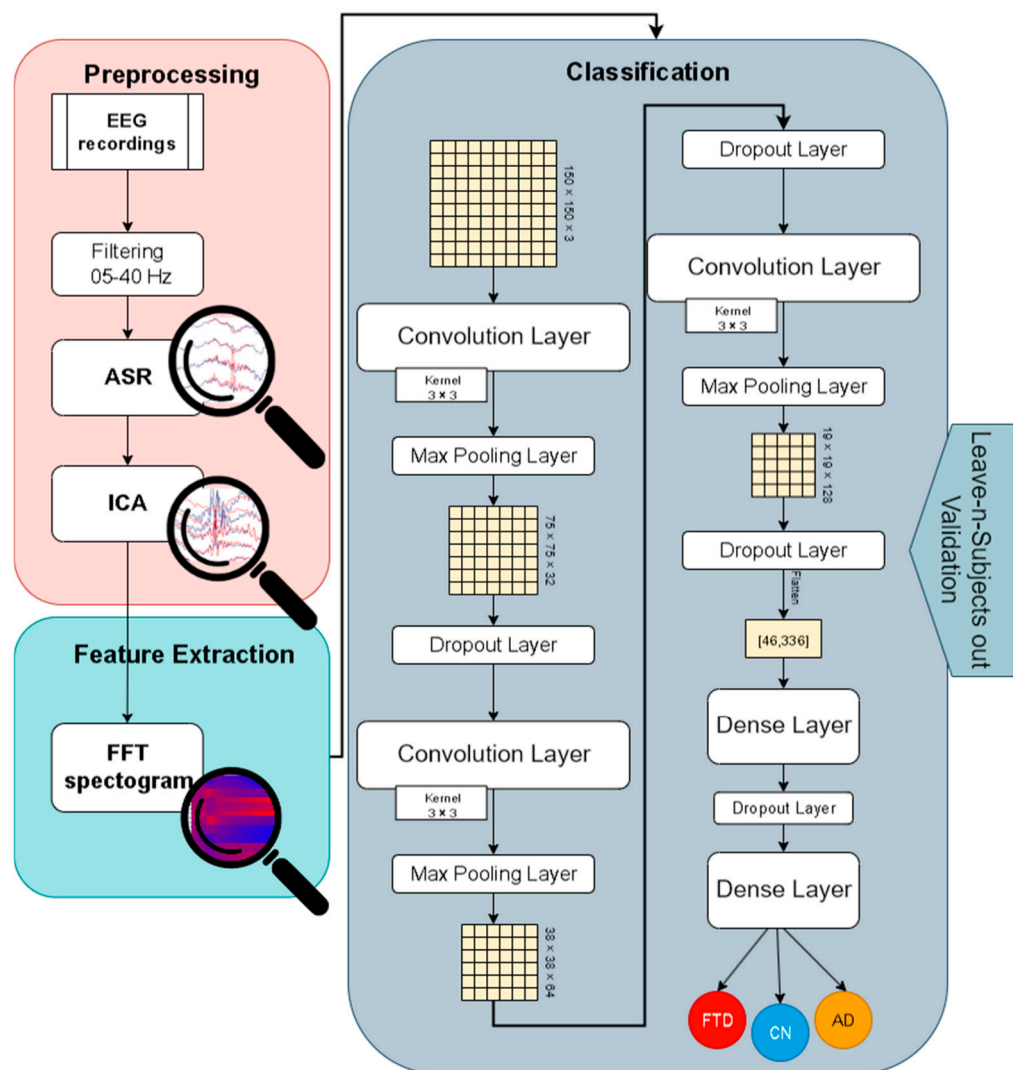 Preprocessing
EEG
recordings
Filtering
05-40 Hz
ASR
ICA
Feature Extraction
FFT
spectogram
Classification
150 × 150 × 3
Convolution Layer
Kernel
3 × 3
Max Pooling Layer
75 × 75 × 32
Dropout Layer
Convolution Layer
Kernel
3 × 3
Max Pooling Layer
38 × 38 × 64
Dropout Layer
Convolution Layer
Kernel
3 × 3
Max Pooling Layer
19 × 19 × 128
Dropout Layer
Flatten
[46,336]
Dense Layer
Dropout Layer
Dense Layer
FTD
CN
AD
Leave-n-Subjects out
Validation